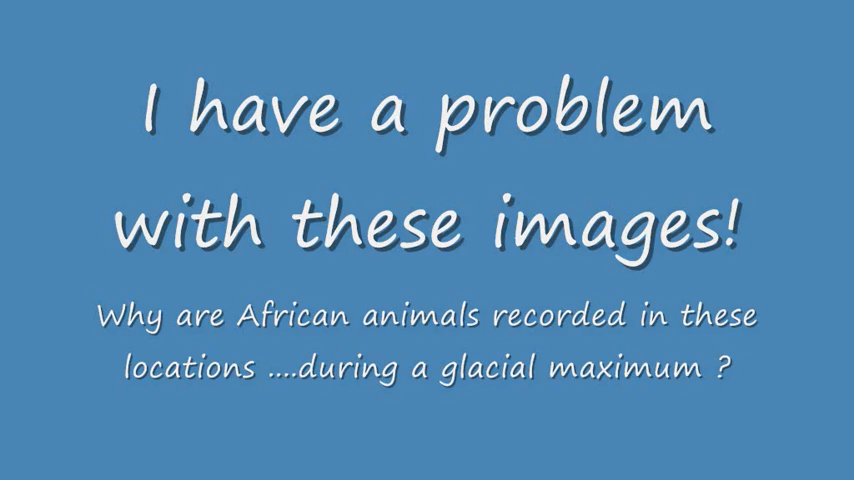 I have a problem
with these images!
Why are African animals recorded in these
locations ....during a glacial maximum ?